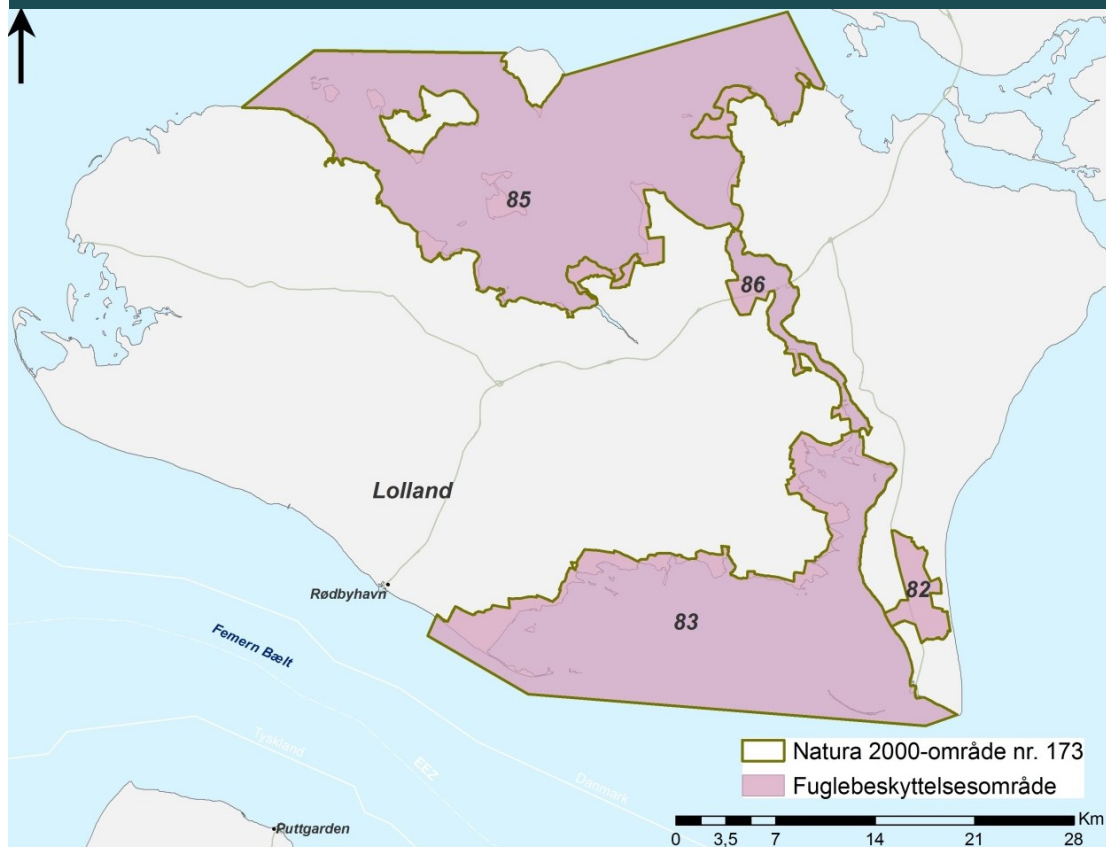 85
86
Lolland
82
Rødbyhavn
83
Femern Bælt
Tyskland
EEZ
Danmark
Natura 2000-område nr. 173
Fuglebeskyttelsesområde
Puttgarden
Km
0 3,5 7 14 21 28